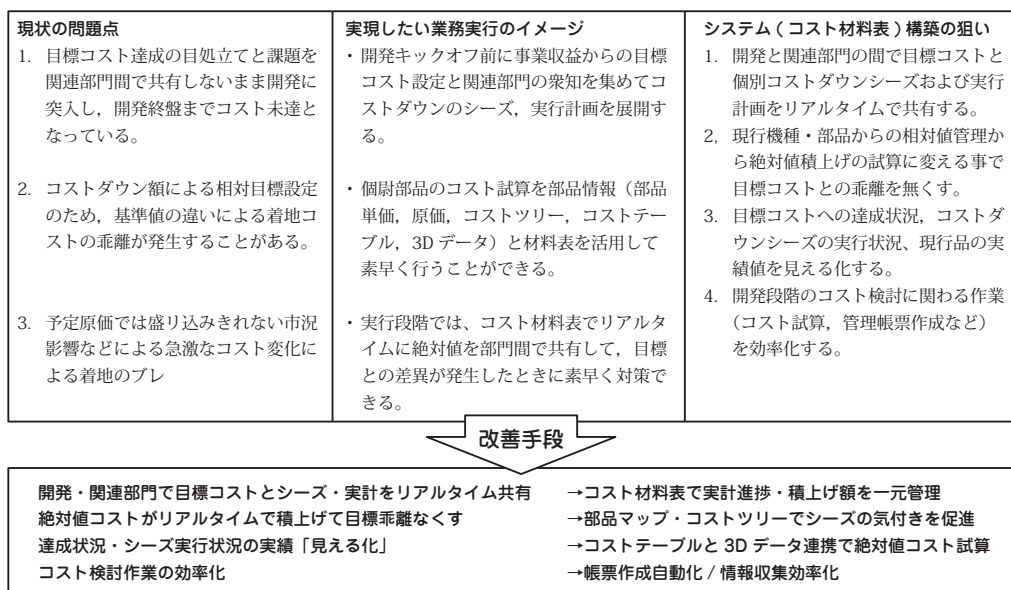 現状の問題点
1. 目標コスト達成の目処立てと課題を
関連部門間で共有しないまま開発に
突入し，開発終盤までコスト未達と
なっている。
2. コストダウン額による相対目標設定
のため，基準値の違いによる着地コ
ストの乖離が発生することがある。
3. 予定原価では盛り込みきれない市況
影響などによる急激なコスト変化に
よる着地のブレ
実現したい業務実行のイメージ
・開発キックオフ前に事業収益からの目標
コスト設定と関連部門の衆知を集めてコ
ストダウンのシーズ，実行計画を展開す
る。
・個尉部品のコスト試算を部品情報（部品
単価，原価，コストツリー，コストテー
ブル，3D データ）と材料表を活用して
素早く行うことができる。
・実行段階では、コスト材料表でリアルタ
イムに絶対値を部門間で共有して，目標
との差異が発生したときに素早く対策で
きる。
システム ( コスト材料表 ) 構築の狙い
1. 開発と関連部門の間で目標コストと
個別コストダウンシーズおよび実行
計画をリアルタイムで共有する。
2, 現行機種・部品からの相対値管理か
ら絶対値積上げの試算に変える事で
目標コストとの乖離を無くす。
3. 目標コストへの達成状況，コストダ
ウンシーズの実行状況、現行品の実
績値を見える化する。
4. 開発段階のコスト検討に関わる作業
（コスト試算，管理帳票作成など）
を効率化する。
改善手段
開発・関連部門で目標コストとシーズ・実計をリアルタイム共有 →コスト材料表で実計進捗・積上げ額を一元管理
絶対値コストがリアルタイムで積上げて目標乖離なくす →部品マップ・コストツリーでシーズの気付きを促進
達成状況・シーズ実行状況の実績「見える化」 →コストテーブルと 3D データ連携で絶対値コスト試算
コスト検討作業の効率化 →帳票作成自動化 / 情報収集効率化